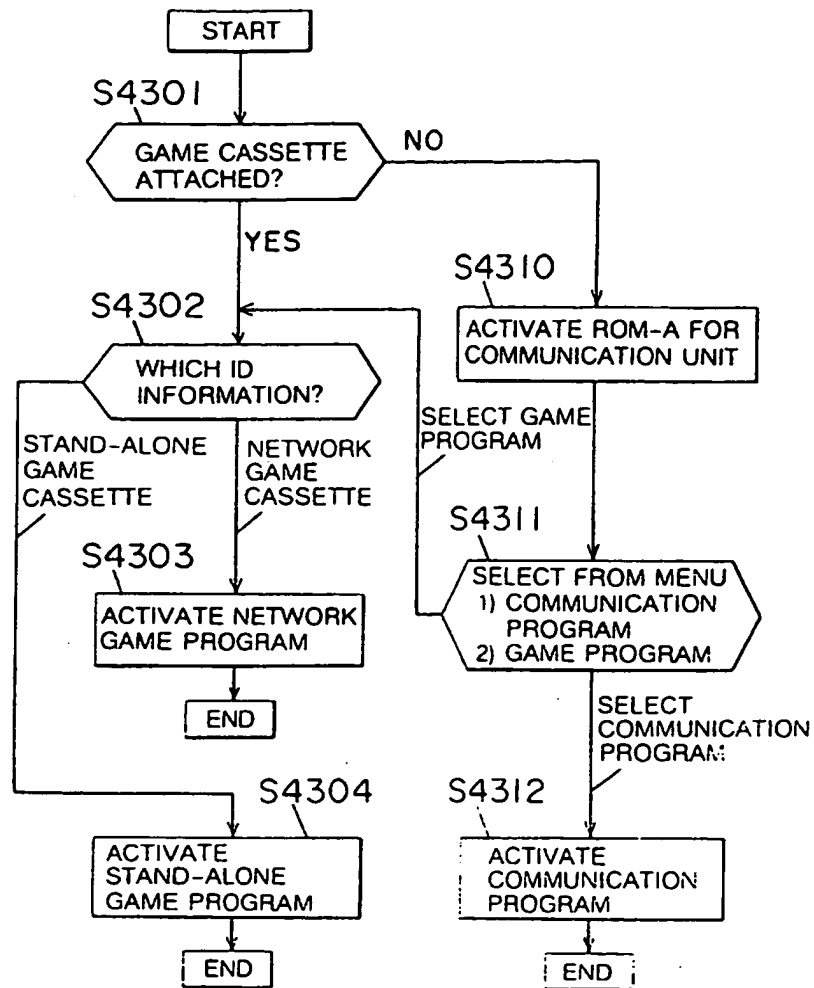 START
S4301
GAME CASSETTE
ATTACHED?
NO
YES
S4310
ACTIVATE ROM-A FOR
COMMUNICATION UNIT
S4302
WHICH ID
INFORMATION?
SELECT GAME
PROGRAM
STAND-ALONE
GAME
CASSETTE
NETWORK
GAME
CASSETTE
S4311
SELECT FROM MENU
1) COMMUNICATION
PROGRAM
2) GAME PROGRAM
S4303
ACTIVATE NETWORK
GAME PROGRAM
END
SELECT
COMMUNICATION
PROGRAM
S4304
ACTIVATE
STAND-ALONE
GAME PROGRAM
END
S4312
ACTIVATE
COMMUNICATION
PROGRAM
END